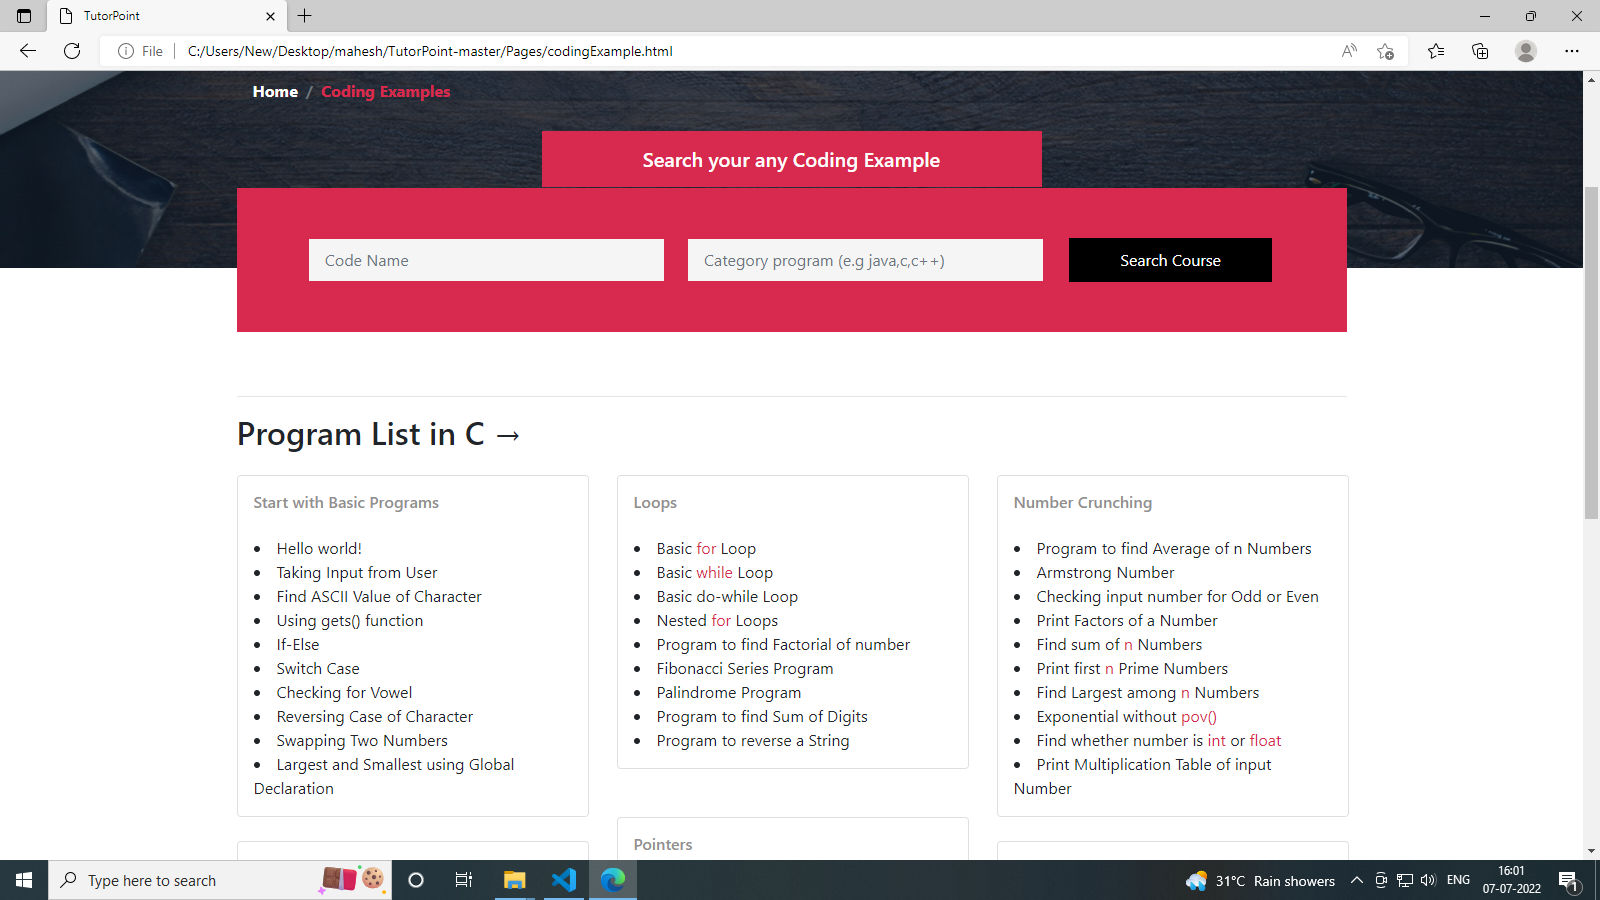 TutorPoint
File
C:/Users/New/Desktop/mahesh/TutorPoint-master/Pages/codingExample.html
Home / Coding Examples
Search your any Coding Example
Code Name
Category program (e.g java,c,c++)
Search Course
Program List in C →
Start with Basic Programs
• Hello world!
• Taking Input from User
• Find ASCII Value of Character
• Using gets() function
• If-Else
• Switch Case
• Checking for Vowel
• Reversing Case of Character
• Swapping Two Numbers
• Largest and Smallest using Global
Declaration
Loops
• Basic for Loop
• Basic while Loop
• Basic do-while Loop
• Nested for Loops
• Program to find Factorial of number
• Fibonacci Series Program
• Palindrome Program
• Program to find Sum of Digits
• Program to reverse a String
Number Crunching
• Program to find Average of n Numbers
• Armstrong Number
• Checking input number for Odd or Even
• Print Factors of a Number
• Find sum of n Numbers
• Print first n Prime Numbers
• Find Largest among n Numbers
• Exponential without pov()
• Find whether number is int or float
• Print Multiplication Table of input
Number
Pointers
Type here to search
31°C Rain showers
ENG
16:01
07-07-2022
1